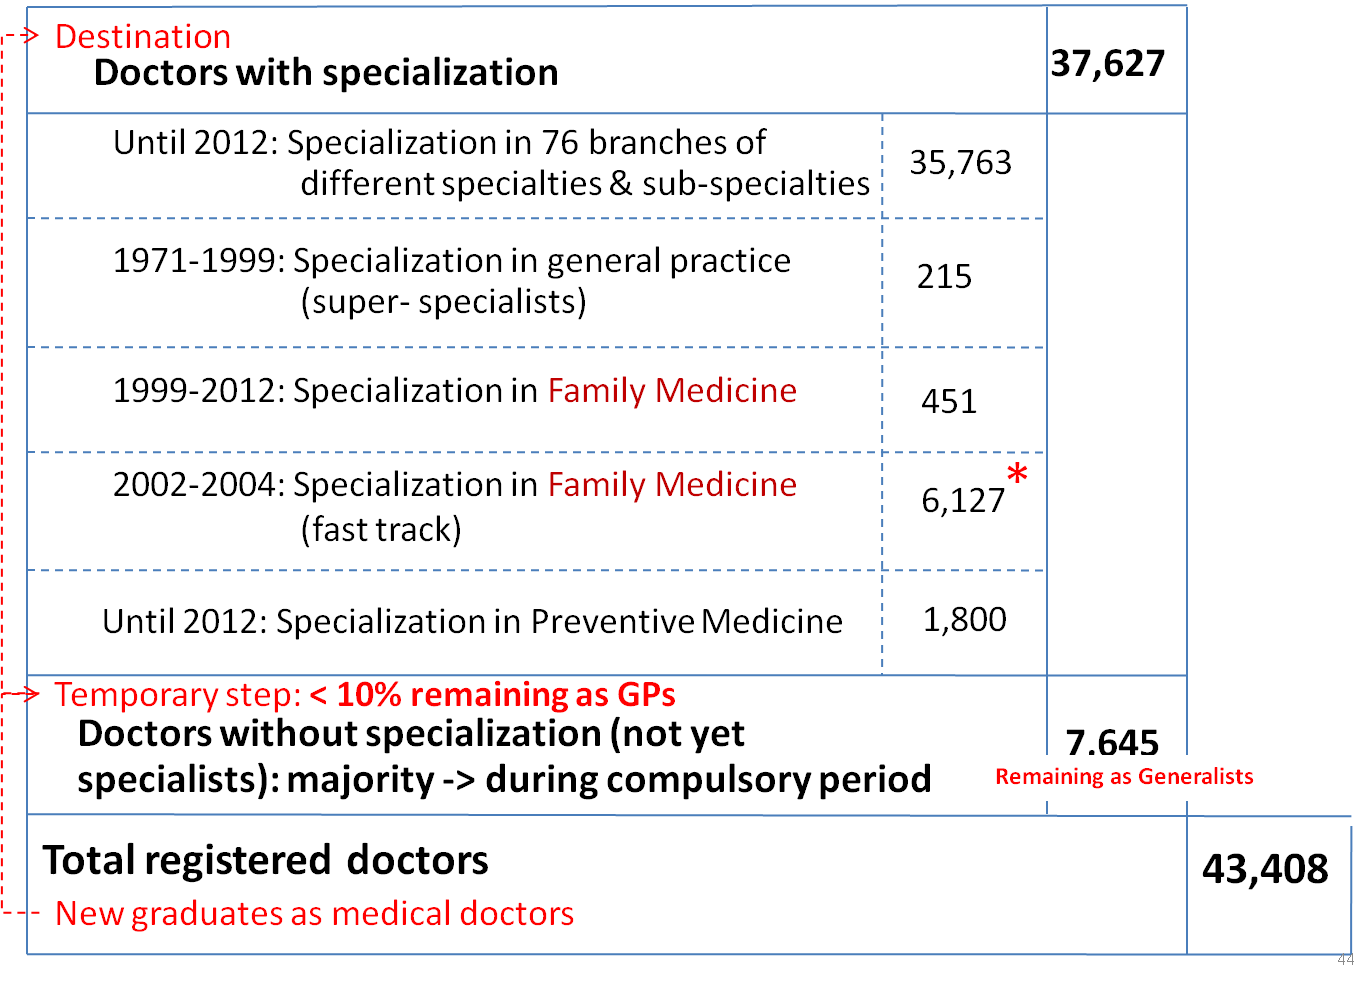 Destination
Doctors with specialization
37,627
Until 2012: Specialization in 76 branches of
different specialties & sub-specialties
35,763
1971-1999: Specialization in general practice
(super- specialists)
215
1999-2012: Specialization in Family Medicine
451
2002-2004: Specialization in Family Medicine
(fast track)
6,127*
Until 2012: Specialization in Preventive Medicine
1,800
Temporary step: < 10% remaining as GPs
Doctors without specialization (not yet
specialists): majority -> during compulsory period
7,645
Remaining as Generalists
Total registered doctors
43,408
New graduates as medical doctors
44